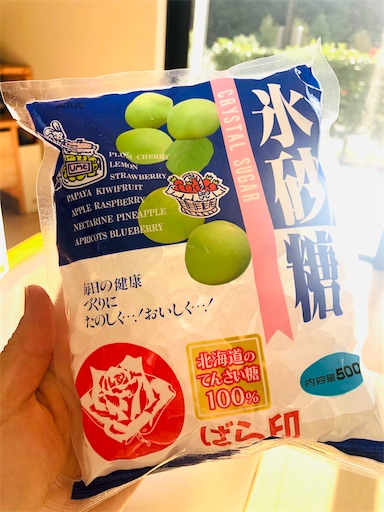 氷砂糖
CRYSTAL SUGAR
UME
PLUM CHERRY
LEMON
STRAWBERRY
PAPAYA KIWIFRUIT
APPLE RASPBERRY
NECTARINE PINEAPPLE
APRICOTS BLUEBERRY
毎日の健康
づくりに
たのしく…！おいしく…！
北海道の
てんさい糖
100%
内容量500
ばら印